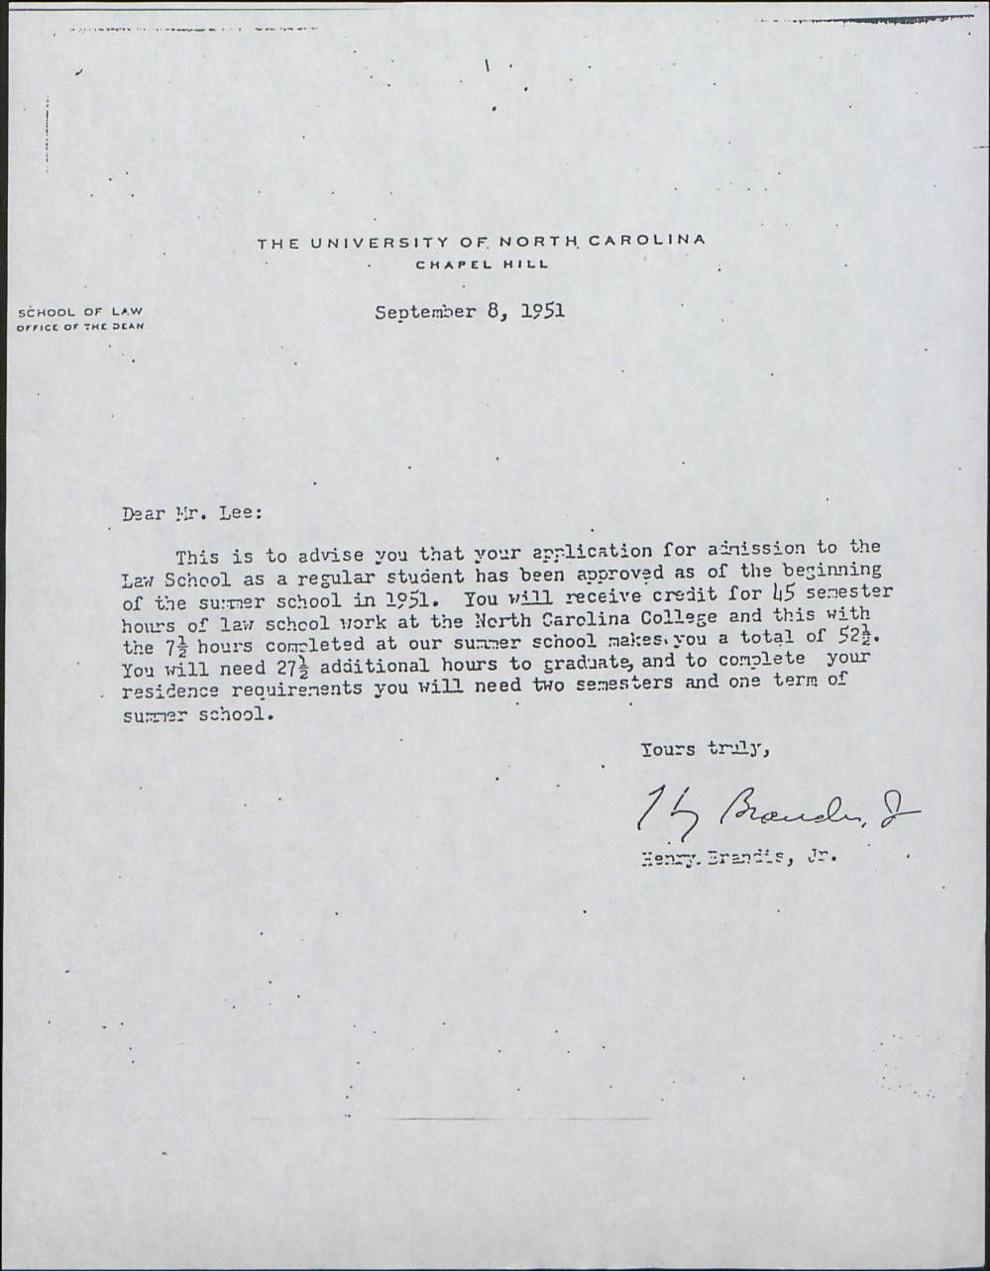 THE UNIVERSITY OF NORTH CAROLINA
CHAPEL HILL
SCHOOL OF LAW
OFFICE OF THE DEAN
September 8, 1951
Dear Mr. Lee:
This is to advise you that your application for admission to the
Law School as a regular student has been approved as of the beginning
of the summer school in 1951. You will receive credit for 45 semester
hours of law school work at the North Carolina College and this with
the 7½ hours completed at our summer school makes you a total of 52½.
You will need 27½ additional hours to graduate, and to complete your
residence requirements you will need two semesters and one term of
summer school.
Yours truly,
Hy Brandis, Jr
Henry Brandis, Jr.